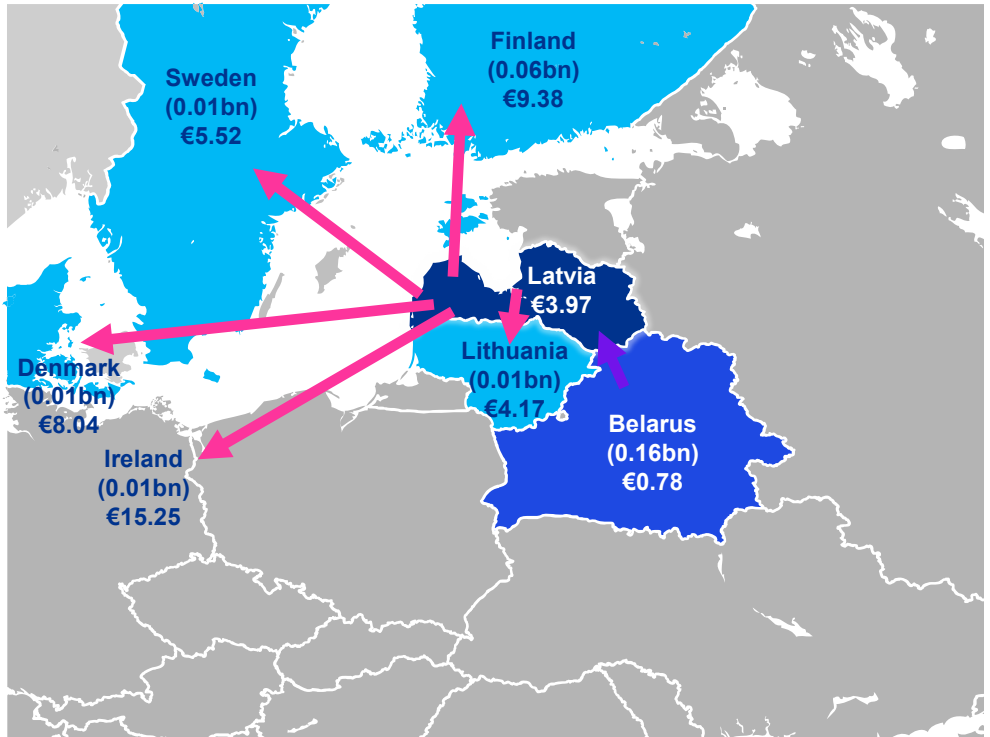 Finland
(0.06bn)
€9.38
Sweden
(0.01bn)
€5.52
Latvia
€3.97
Lithuania
(0.01bn)
€4.17
Denmark
(0.01bn)
€8.04
Belarus
(0.16bn)
€0.78
Ireland
(0.01bn)
€15.25